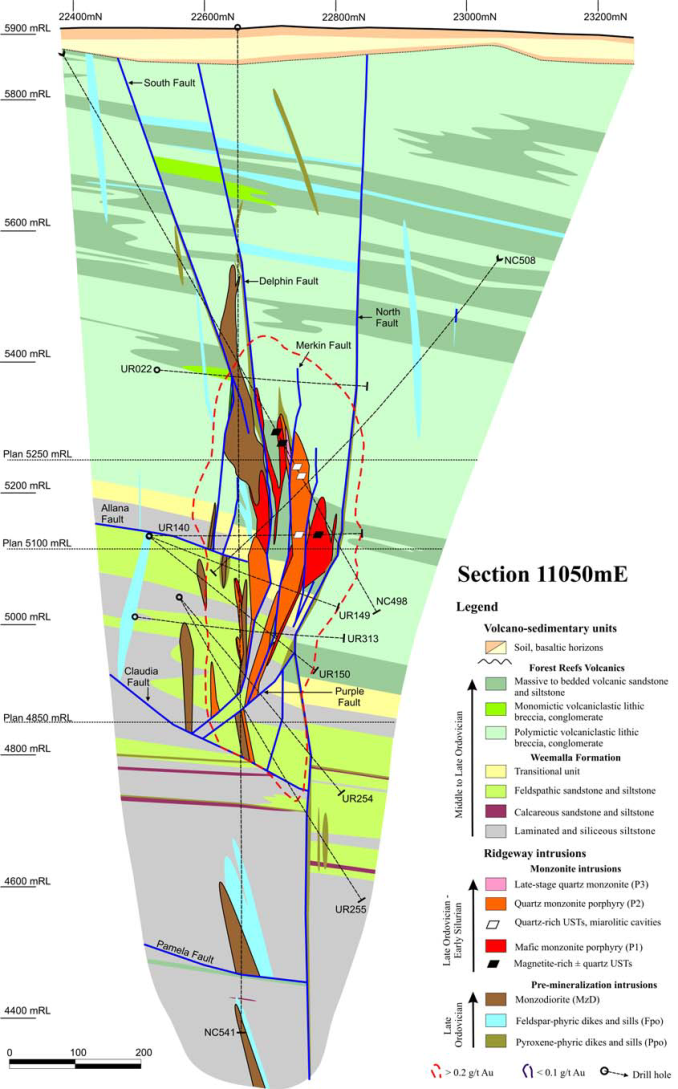 22400mN 22600mN 22800mN 23000mN 23200mN
5900 mRL
South Fault
5800 mRL
5600 mRL
NC508
Delphin Fault
North
Fault
Merkin Fault
5400 mRL
UR022
Plan 5250 mRL
5200 mRL
Allana
Fault
UR140
Plan 5100 mRL
NC498
UR149
5000 mRL
UR313
UR150
Claudia
Fault
Purple
Fault
Plan 4850 mRL
4800 mRL
UR254
4600 mRL
UR255
Pamela Fault
4400 mRL
NC541
0 100 200
Section 11050mE
Legend
Volcano-sedimentary units
Soil, basaltic horizons
Forest Reefs Volcanics
Massive to bedded volcanic sandstone
and siltstone
Monomictic volcaniclastic lithic
breccia, conglomerate
Polymictic volcaniclastic lithic
breccia, conglomerate
Weemalla Formation
Transitional unit
Feldspathic sandstone and siltstone
Calcareous sandstone and siltstone
Laminated and siliceous siltstone
Middle to Late Ordovician
Ridgeway intrusions
Monzonite intrusions
Late-stage quartz monzonite (P3)
Quartz monzonite porphyry (P2)
Quartz-rich USTs, miarolitic cavities
Mafic monzonite porphyry (P1)
Magnetite-rich ± quartz USTs
Late Ordovician -
Early Silurian
Pre-mineralization intrusions
Monzodiorite (MzD)
Feldspar-phyric dikes and sills (Fpo)
Pyroxene-phyric dikes and sills (Ppo)
Late
Ordovician
> 0.2 g/t Au < 0.1 g/t Au Drill hole